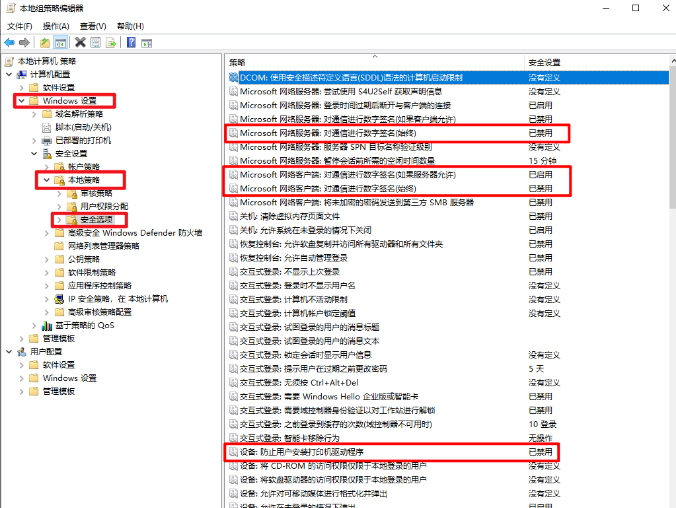 本地组策略编辑器
文件(F) 操作(A) 查看(V) 帮助(H)
本地计算机 策略
计算机配置
软件设置
Windows 设置
域名解析策略
脚本(启动/关机)
已部署的打印机
安全设置
帐户策略
本地策略
审核策略
用户权限分配
安全选项
高级安全 Windows Defender 防火墙
网络列表管理器策略
公钥策略
软件限制策略
应用程序控制策略
IP 安全策略，在 本地计算机
高级审核策略配置
基于策略的 QoS
管理模板
用户配置
软件设置
Windows 设置
管理模板
策略 安全设置
DCOM: 使用安全描述符定义语言(SDDL)语法的计算机启动限制 没有定义
Microsoft 网络服务器: 尝试使用 S4U2Self 获取声明信息 没有定义
Microsoft 网络服务器: 登录时间过期后断开与客户端的连接 已启用
Microsoft 网络服务器: 对通信进行数字签名(如果客户端允许) 已启用
Microsoft 网络服务器: 对通信进行数字签名(始终) 已禁用
Microsoft 网络服务器: 服务器 SPN 目标名称验证级别 没有定义
Microsoft 网络服务器: 暂停会话前所需的空闲时间数量 15 分钟
Microsoft 网络客户端: 对通信进行数字签名(如果服务器允许) 已启用
Microsoft 网络客户端: 对通信进行数字签名(始终) 已禁用
Microsoft 网络客户端: 将未加密的密码发送到第三方 SMB 服务器 已禁用
关机: 清除虚拟内存页面文件 已禁用
关机: 允许系统在未登录的情况下关闭 已启用
恢复控制台: 允许软盘复制并访问所有驱动器和所有文件夹 已禁用
恢复控制台: 允许自动管理登录 已禁用
交互式登录: 不显示上次登录 已禁用
交互式登录: 登录时不显示用户名 没有定义
交互式登录: 计算机不活动限制 没有定义
交互式登录: 计算机帐户锁定阈值 没有定义
交互式登录: 试图登录的用户的消息标题
交互式登录: 试图登录的用户的消息文本
交互式登录: 锁定会话时显示用户信息 没有定义
交互式登录: 提示用户在过期之前更改密码 5 天
交互式登录: 无须按 Ctrl+Alt+Del 没有定义
交互式登录: 需要 Windows Hello 企业版或智能卡 已禁用
交互式登录: 需要域控制器身份验证以对工作站进行解锁 已禁用
交互式登录: 之前登录到缓存的次数(域控制器不可用时) 10 登录
交互式登录: 智能卡移除行为 无操作
设备: 防止用户安装打印机驱动程序 已禁用
设备: 将 CD-ROM 的访问权限仅限于本地登录的用户 没有定义
设备: 将软盘驱动器的访问权限仅限于本地登录的用户 没有定义
设备: 允许对可移动媒体进行格式化并弹出 没有定义
设备: 允许在未登录的情况下弹出 已启用